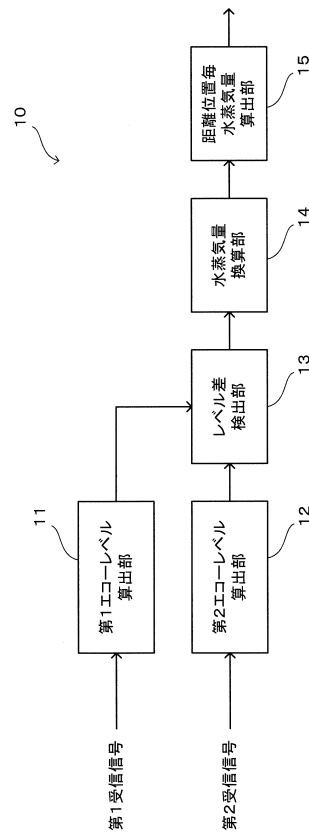 10
第1受信信号
第1エコーレベル
算出部
11
第2受信信号
第2エコーレベル
算出部
12
レベル差
検出部
13
水蒸気量
換算部
14
距離位置毎
水蒸気量
算出部
15